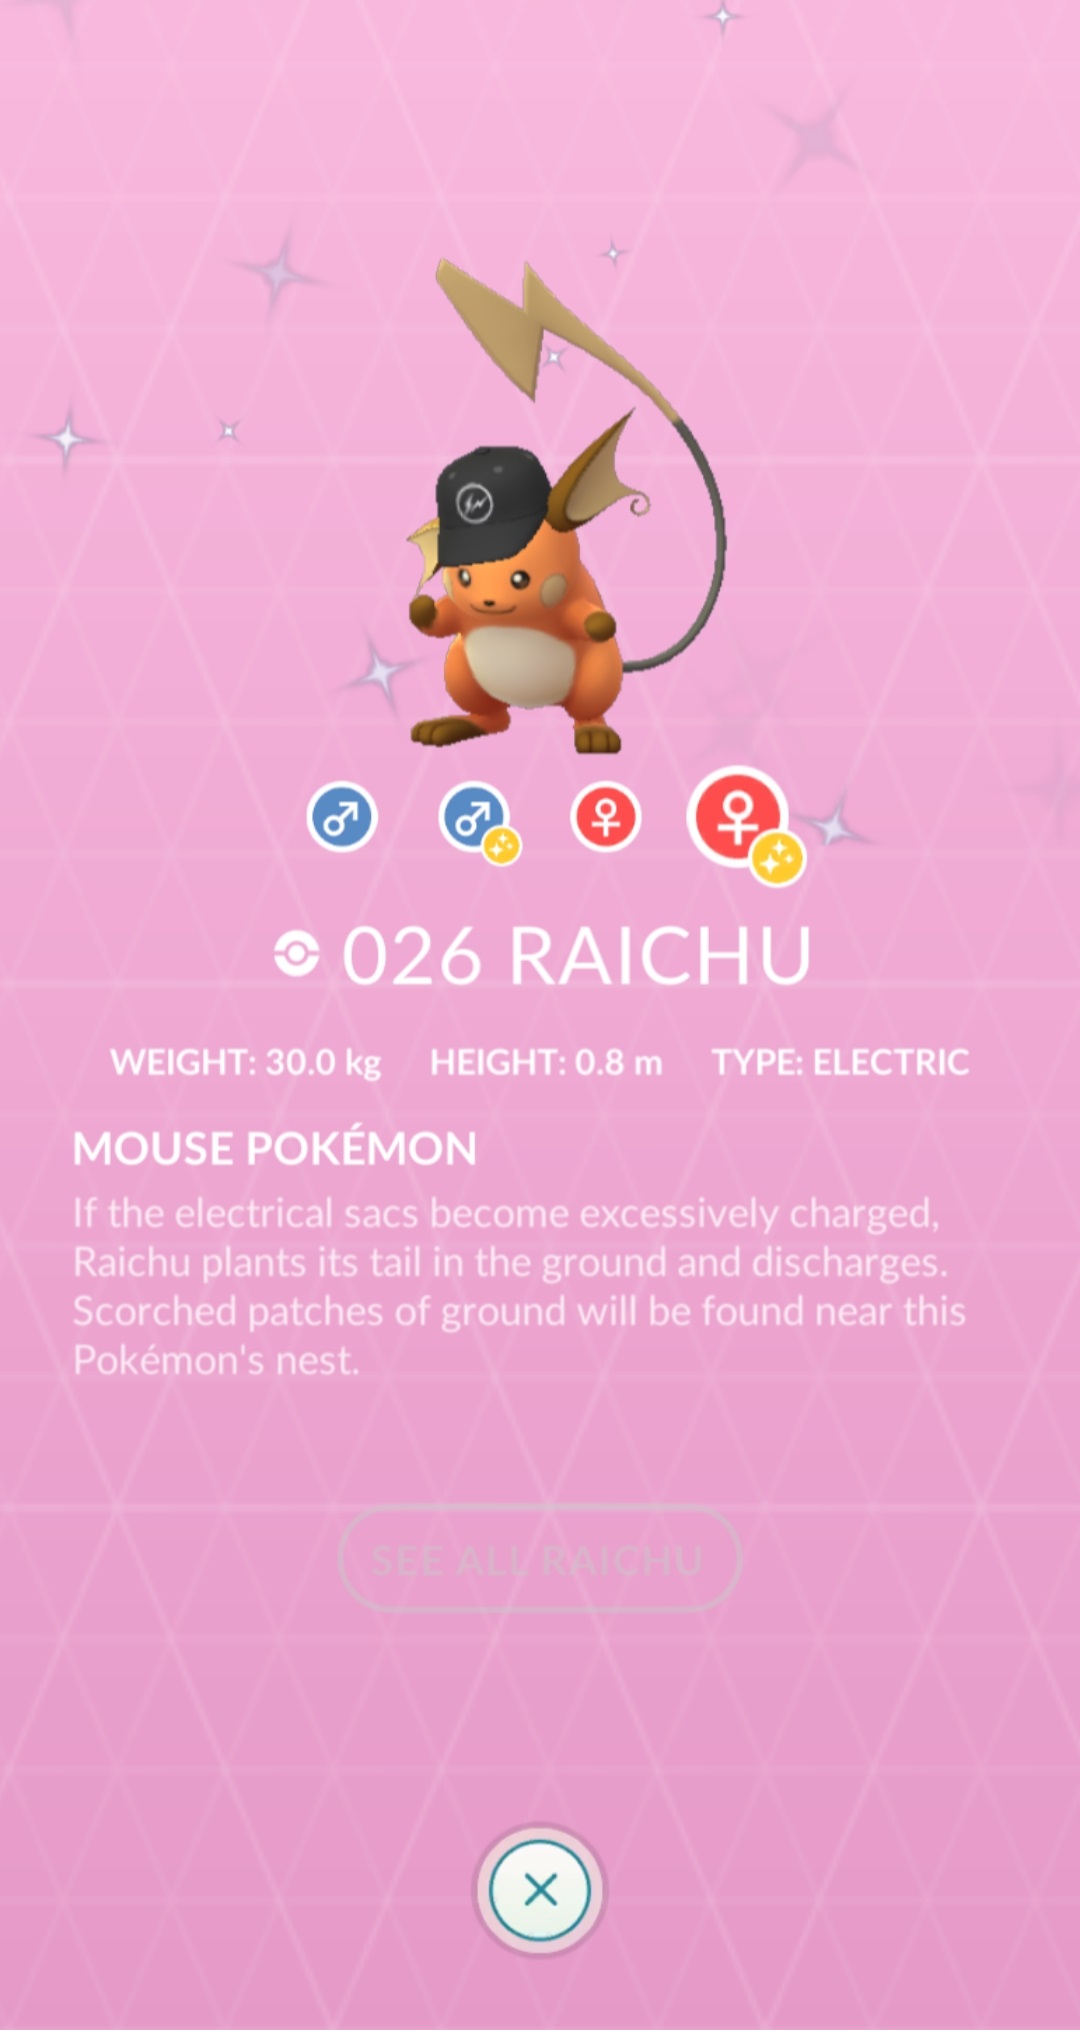 026 RAICHU
WEIGHT: 30.0 kg HEIGHT: 0.8 m TYPE: ELECTRIC
MOUSE POKÉMON
If the electrical sacs become excessively charged,
Raichu plants its tail in the ground and discharges.
Scorched patches of ground will be found near this
Pokémon's nest.
SEE ALL RAICHU